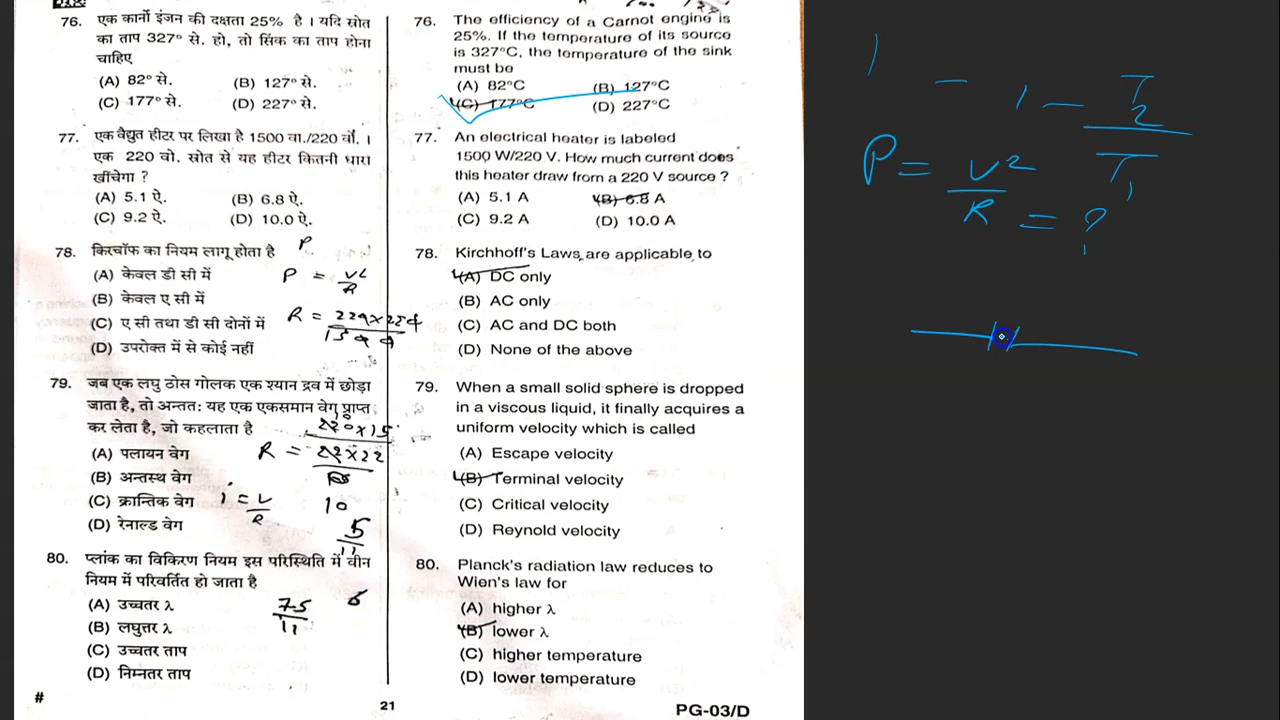 76. एक कार्नो इंजन की दक्षता 25% है । यदि स्रोत
का ताप 327° से. हो, तो सिंक का ताप होना
चाहिए
(A) 82° से. (B) 127° से.
(C) 177° से. (D) 227° से.
77. एक वैद्युत हीटर पर लिखा है 1500 वा./220 वो. ।
एक 220 वो. स्रोत से यह हीटर कितनी धारा
खींचेगा ?
(A) 5.1 ऐ. (B) 6.8 ऐ.
(C) 9.2 ऐ. (D) 10.0 ऐ.
78. किरचॉफ का नियम लागू होता है
(A) केवल डी सी में
(B) केवल ए सी में
(C) ए सी तथा डी सी दोनों में
(D) उपरोक्त में से कोई नहीं
P
P = V²/R
R =
79. जब एक लघु ठोस गोलक एक श्यान द्रव में छोड़ा
जाता है, तो अन्ततः यह एक एकसमान वेग प्राप्त
कर लेता है, जो कहलाता है
(A) पलायन वेग
(B) अन्तस्थ वेग
(C) क्रान्तिक वेग
(D) रेनाल्ड वेग
220 x 15
R = 22 x 22
i = V/R
10
5/11
80. प्लांक का विकिरण नियम इस परिस्थिति में वीन
नियम में परिवर्तित हो जाता है
(A) उच्चतर λ
(B) लघुत्तर λ
(C) उच्चतर ताप
(D) निम्नतर ताप
75/11
6
76. The efficiency of a Carnot engine is
25%. If the temperature of its source
is 327°C, the temperature of the sink
must be
(A) 82°C (B) 127°C
(C) 177°C (D) 227°C
77. An electrical heater is labeled
1500 W/220 V. How much current does
this heater draw from a 220 V source ?
(A) 5.1 A (B) 6.8 A
(C) 9.2 A (D) 10.0 A
78. Kirchhoff's Laws are applicable to
(A) DC only
(B) AC only
(C) AC and DC both
(D) None of the above
79. When a small solid sphere is dropped
in a viscous liquid, it finally acquires a
uniform velocity which is called
(A) Escape velocity
(B) Terminal velocity
(C) Critical velocity
(D) Reynold velocity
80. Planck's radiation law reduces to
Wien's law for
(A) higher λ
(B) lower λ
(C) higher temperature
(D) lower temperature
# 21 PG-03/D
1 - T2/T1
P = V²/R = ?